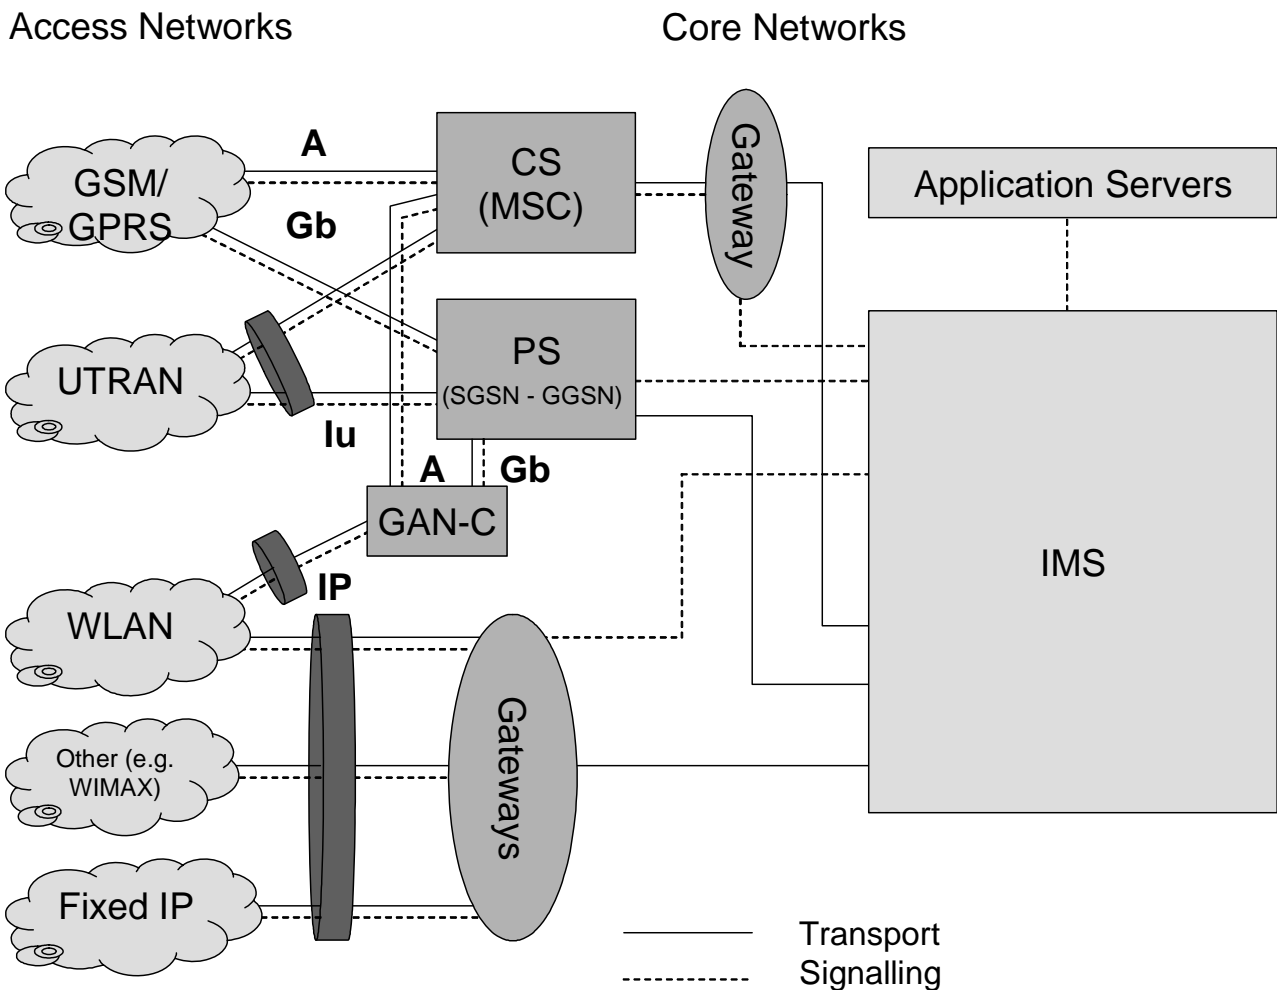 Access Networks
Core Networks
A
Gb
GSM/
GPRS
CS
(MSC)
Gateway
Application Servers
UTRAN
PS
(SGSN - GGSN)
Iu
A
Gb
GAN-C
IMS
IP
WLAN
Other (e.g.
WIMAX)
Gateways
Fixed IP
Transport
Signalling